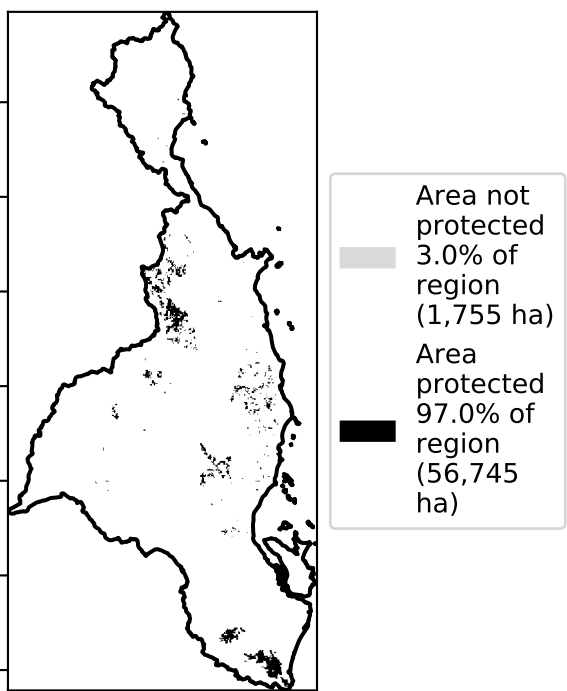 Area not
protected
3.0% of
region
(1,755 ha)
Area
protected
97.0% of
region
(56,745
ha)